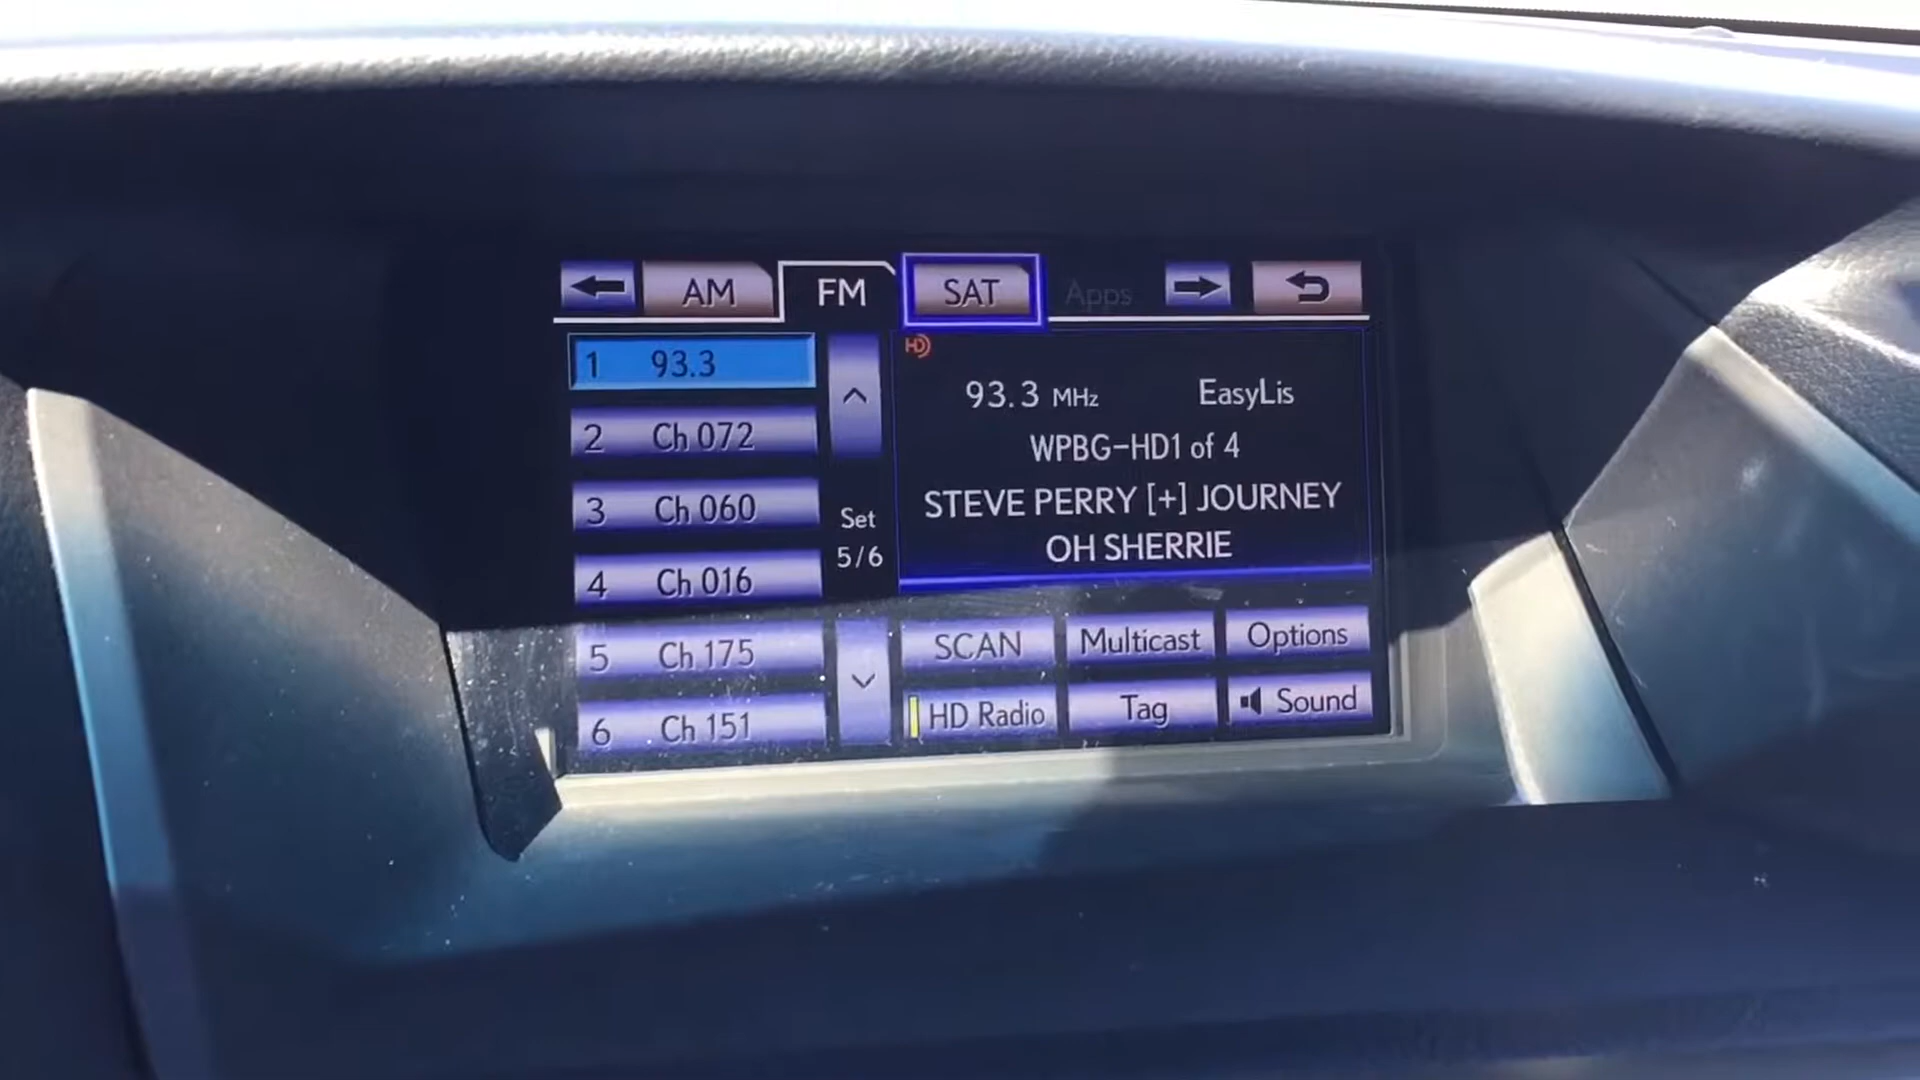 AM FM SAT Apps
1 93.3
2 Ch 072
3 Ch 060
4 Ch 016
5 Ch 175
6 Ch 151
Set
5/6
HD
93.3 MHz EasyLis
WPBG-HD1 of 4
STEVE PERRY [+] JOURNEY
OH SHERRIE
SCAN Multicast Options
HD Radio Tag Sound